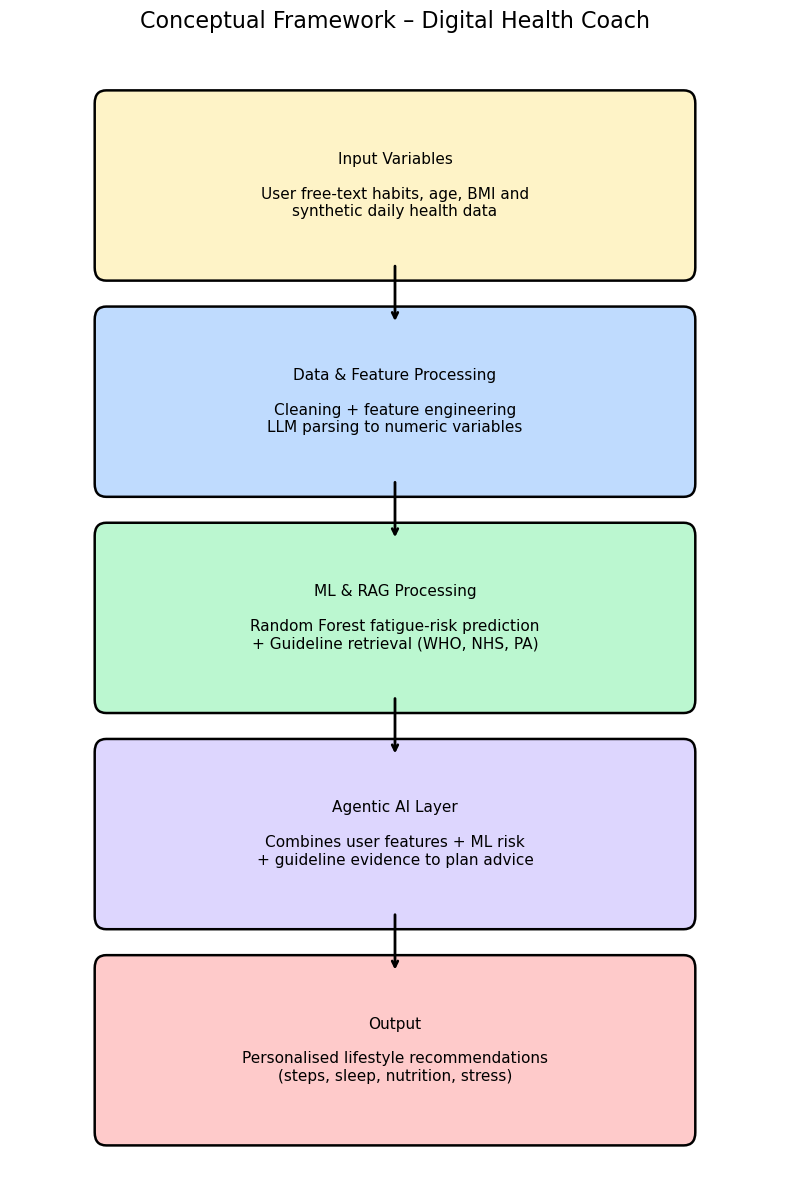 Conceptual Framework – Digital Health Coach
Input Variables
User free-text habits, age, BMI and
synthetic daily health data
Data & Feature Processing
Cleaning + feature engineering
LLM parsing to numeric variables
ML & RAG Processing
Random Forest fatigue-risk prediction
+ Guideline retrieval (WHO, NHS, PA)
Agentic AI Layer
Combines user features + ML risk
+ guideline evidence to plan advice
Output
Personalised lifestyle recommendations
(steps, sleep, nutrition, stress)